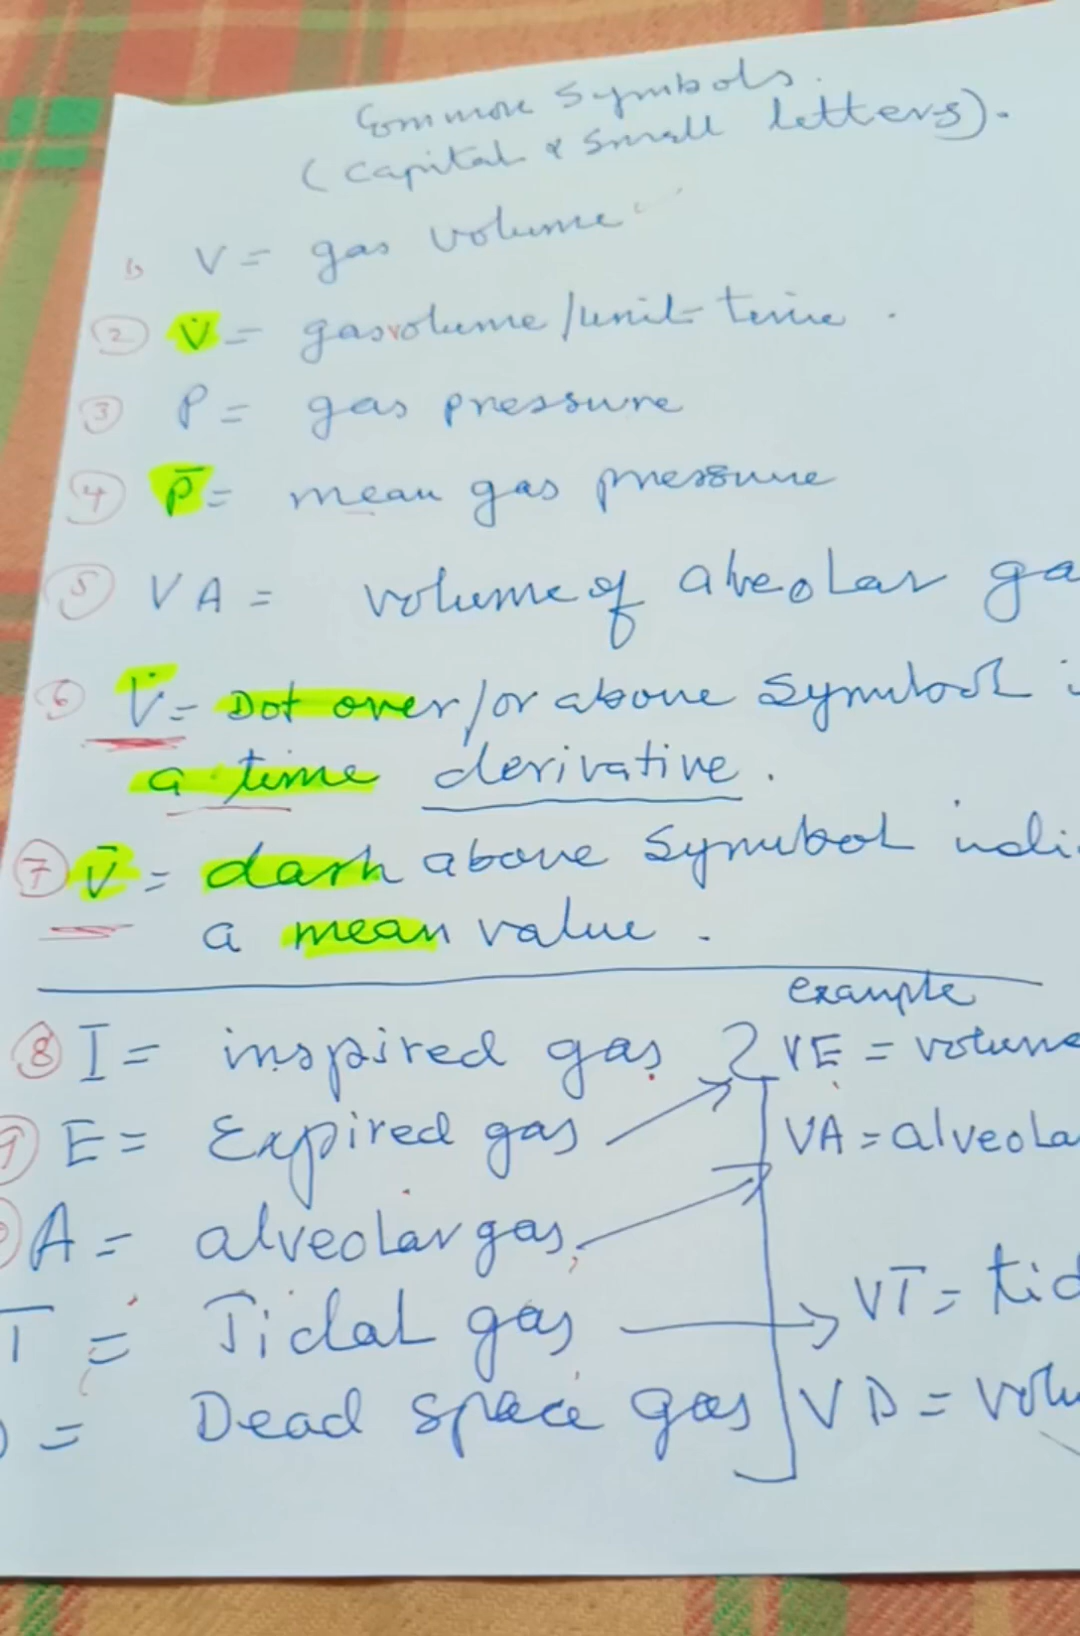 Common Symbols.
(Capital & Small letters).
1) V = gas volume
② V̇ = gas volume / unit time .
③ P = gas pressure
④ P̄ = mean gas pressure
⑤ VA = volume of alveolar ga
⑥ V̇ = Dot over/or above Symbol i
a time derivative .
⑦ V̄ = dash above Symbol indi
a mean value .
example
⑧ I = inspired gas VE = volume
9 E = Expired gas VA = alveola
A = alveolar gas,
T = Tidal gas VT = tid
= Dead space gas VD = volu